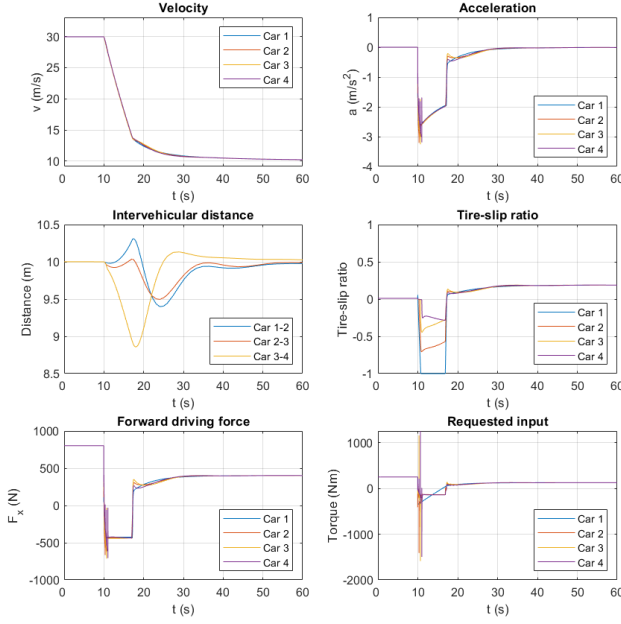 Velocity
30
25
20
15
10
v (m/s)
0 10 20 30 40 50 60
t (s)
Car 1
Car 2
Car 3
Car 4
Acceleration
0
-1
-2
-3
-4
a (m/s²)
0 10 20 30 40 50 60
t (s)
Car 1
Car 2
Car 3
Car 4
Intervehicular distance
10.5
10
9.5
9
8.5
Distance (m)
0 10 20 30 40 50 60
t (s)
Car 1-2
Car 2-3
Car 3-4
Tire-slip ratio
1
0.5
0
-0.5
-1
Tire-slip ratio
0 10 20 30 40 50 60
t (s)
Car 1
Car 2
Car 3
Car 4
Forward driving force
1000
500
0
-500
-1000
Fₓ (N)
0 10 20 30 40 50 60
t (s)
Car 1
Car 2
Car 3
Car 4
Requested input
1000
0
-1000
-2000
Torque (Nm)
0 10 20 30 40 50 60
t (s)
Car 1
Car 2
Car 3
Car 4